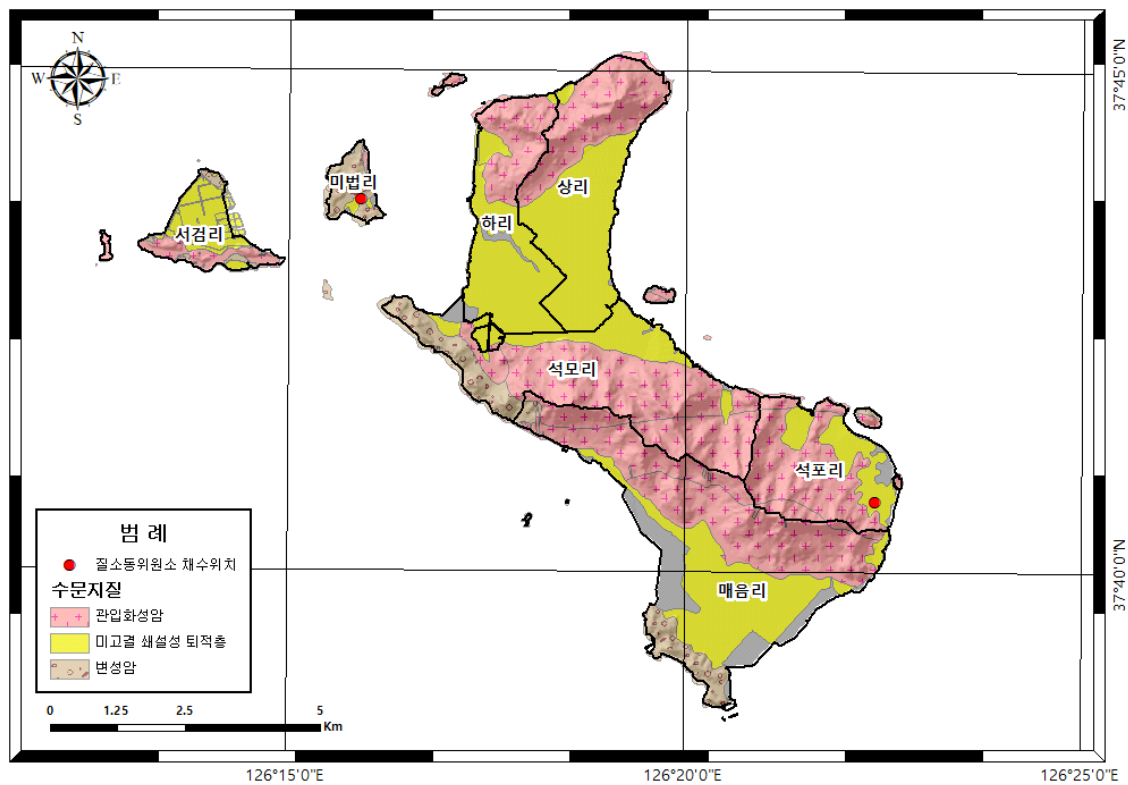 N
W
E
S
37°45'0"N
미법리
상리
서검리
하리
석모리
석포리
매음리
37°40'0"N
범 례
질소동위원소 채수위치
수문지질
관입화성암
미고결 쇄설성 퇴적층
변성암
0 1.25 2.5 5
Km
126°15'0"E 126°20'0"E 126°25'0"E